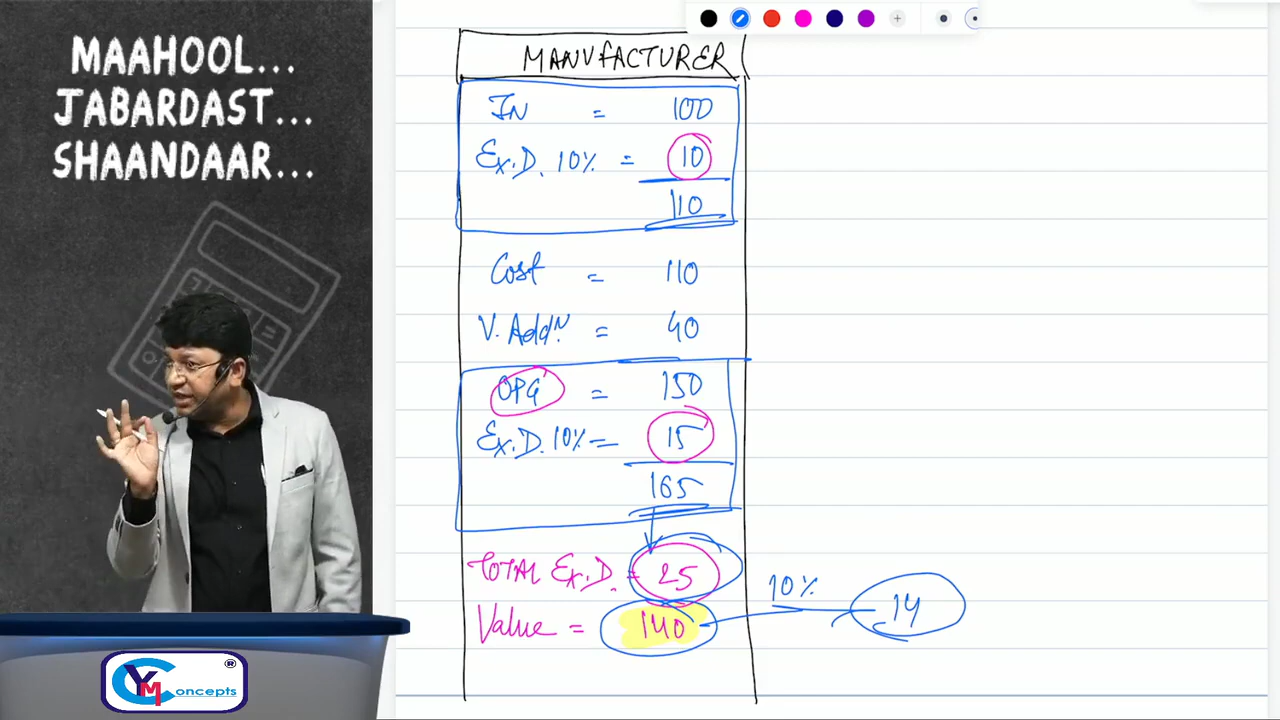 MAAHOOL...
JABARDAST...
SHAANDAAR...
MANUFACTURER
IN = 100
Ex.D. 10% = 10
110
Cost = 110
V. Addn. = 40
OPG = 150
Ex.D. 10% = 15
165
TOTAL Ex.D. = 25
Value = 140
10% 14
YM Concepts ®